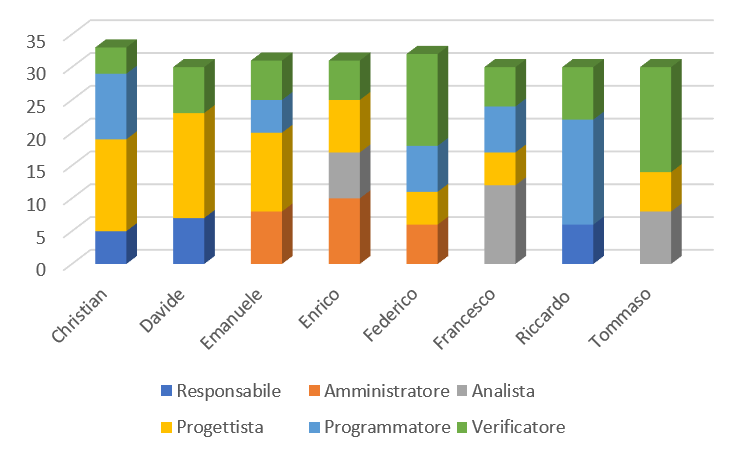 35
30
25
20
15
10
5
0
Christian Davide Emanuele Enrico Federico Francesco Riccardo Tommaso
Responsabile Amministratore Analista
Progettista Programmatore Verificatore